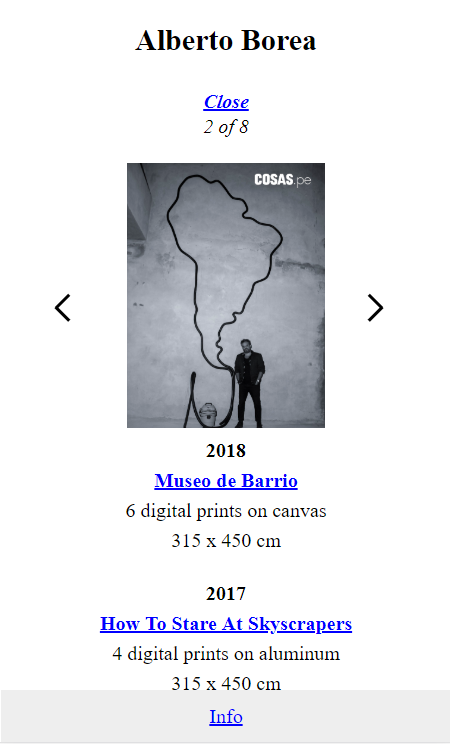 Alberto Borea
Close
2 of 8
COSAS.pe
2018
Museo de Barrio
6 digital prints on canvas
315 x 450 cm
2017
How To Stare At Skyscrapers
4 digital prints on aluminum
315 x 450 cm
Info